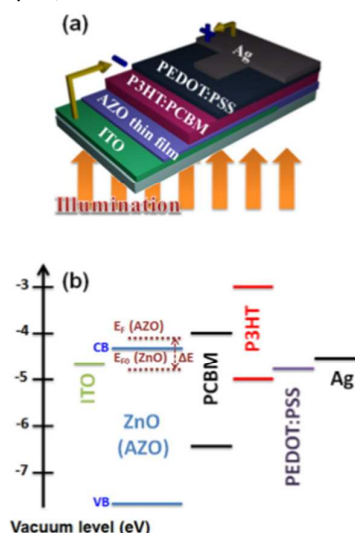 (a)
Ag
PEDOT:PSS
P3HT:PCBM
AZO thin film
ITO
Illumination
(b)
-3
-4
-5
-6
-7
Vacuum level (eV)
ITO
CB
E_F (AZO)
E_F0 (ZnO)
ΔE
ZnO
(AZO)
VB
PCBM
P3HT
PEDOT:PSS
Ag